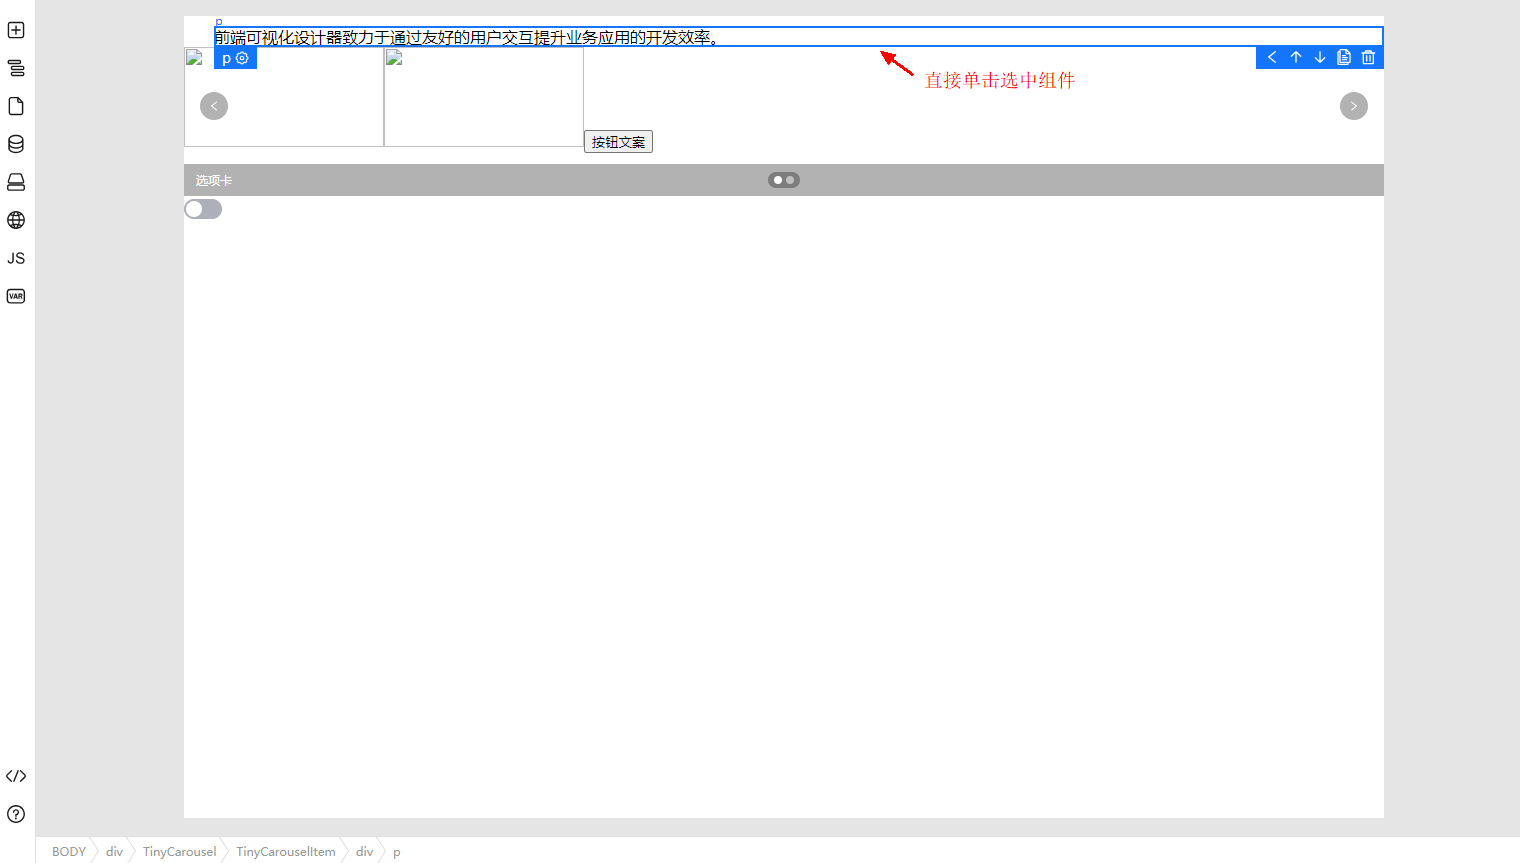 p
前端可视化设计器致力于通过友好的用户交互提升业务应用的开发效率。
p
直接单击选中组件
按钮文案
选项卡
JS
VAR
BODY
div
TinyCarousel
TinyCarouselItem
div
p